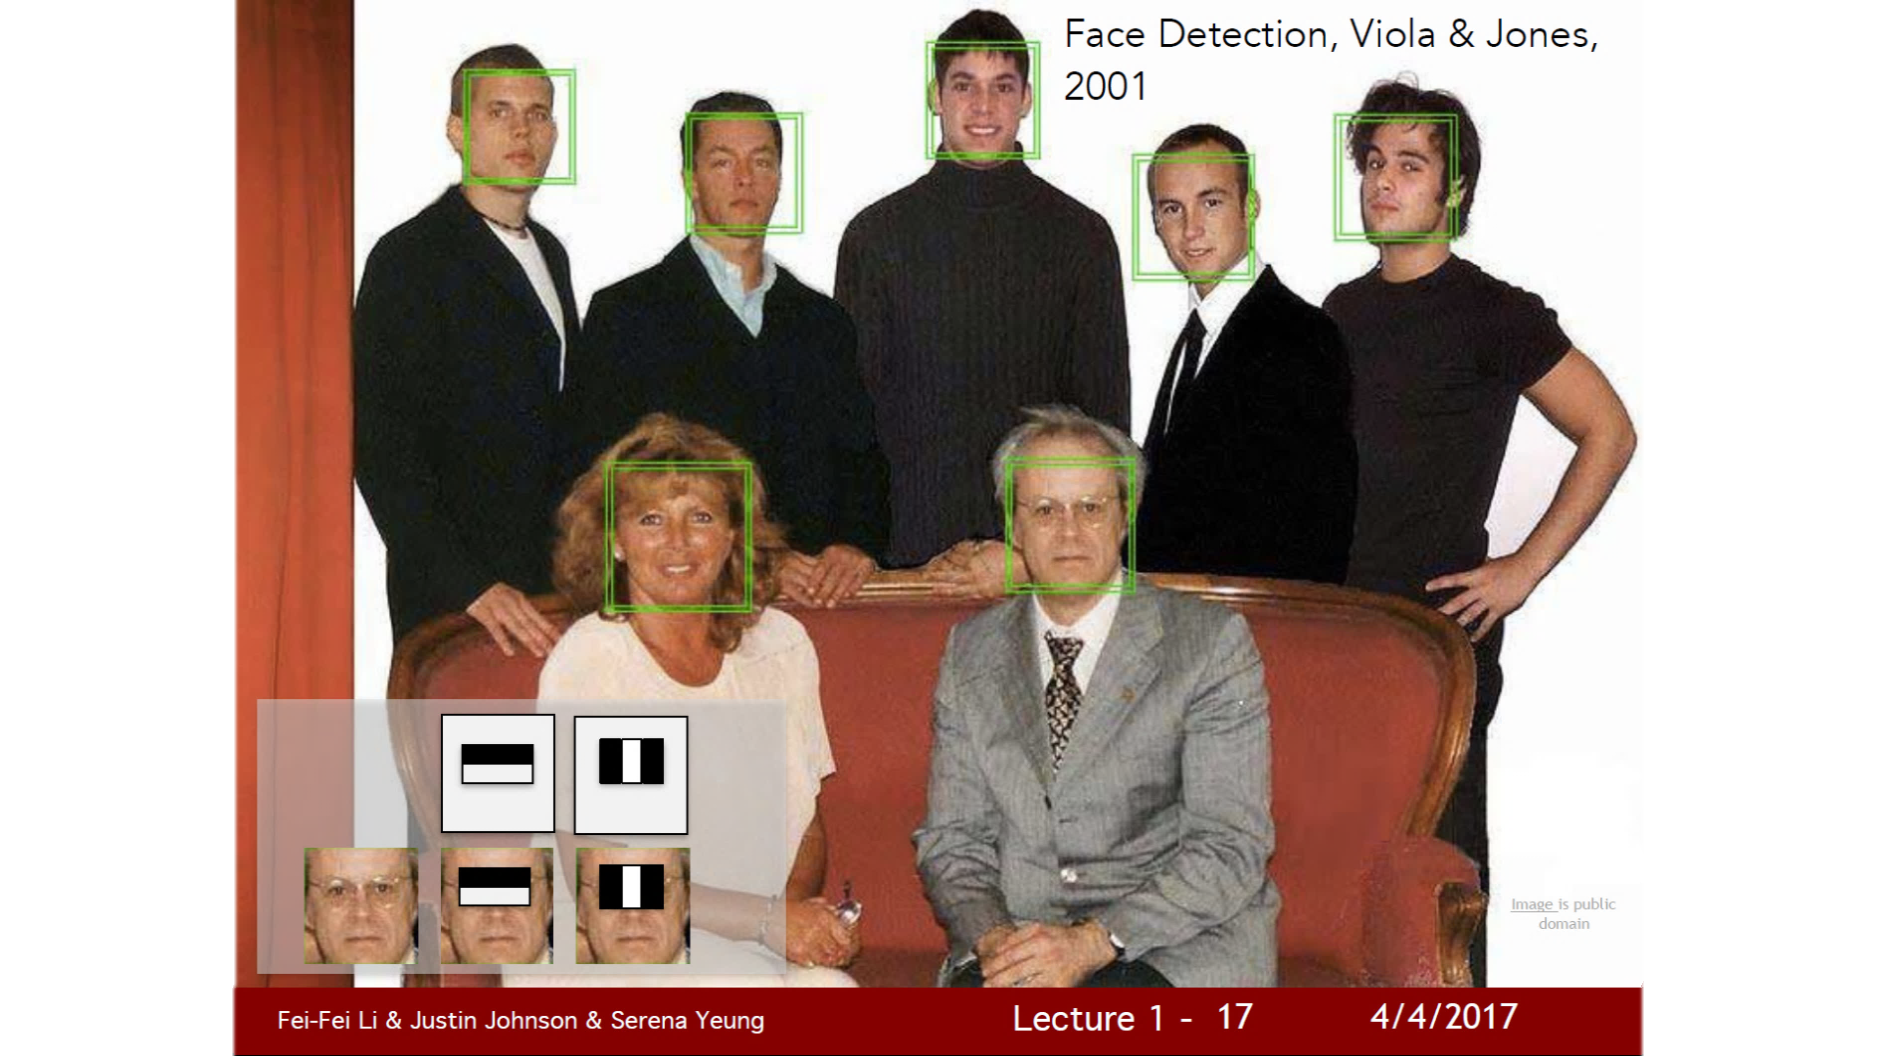 Face Detection, Viola & Jones,
2001
Image is public
domain
Fei-Fei Li & Justin Johnson & Serena Yeung
Lecture 1 - 17
4/4/2017